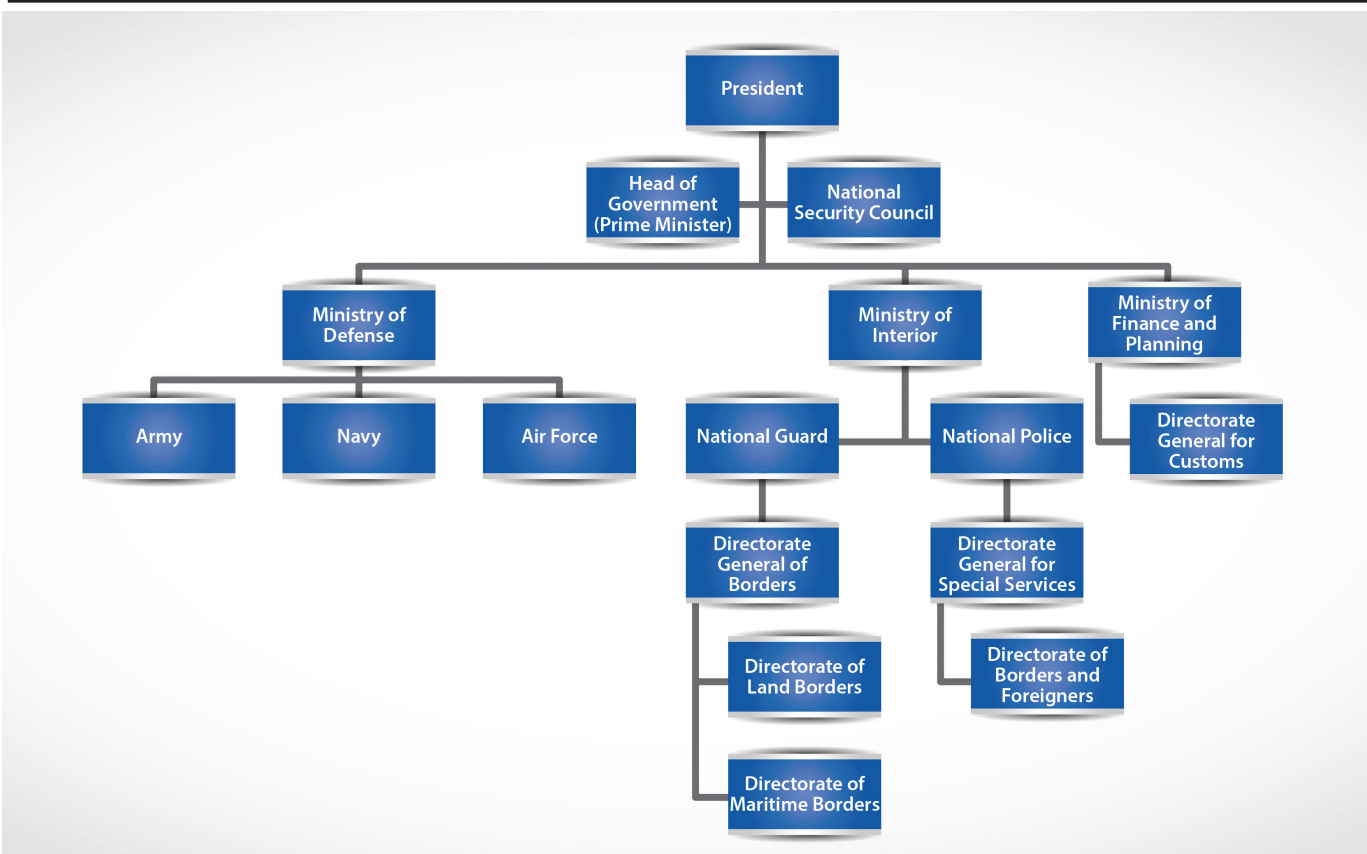 President
Head of
Government
(Prime Minister)
National
Security Council
Ministry of
Defense
Ministry of
Interior
Ministry of
Finance and
Planning
Army
Navy
Air Force
National Guard
National Police
Directorate
General for
Customs
Directorate
General of
Borders
Directorate
General for
Special Services
Directorate of
Land Borders
Directorate of
Borders and
Foreigners
Directorate of
Maritime Borders